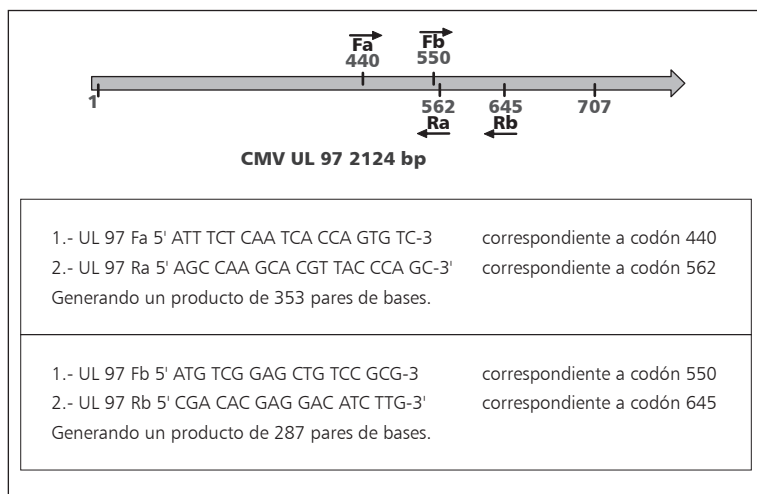 Fa Fb
440 550
1 562 645 707
Ra Rb
CMV UL 97 2124 bp
1.- UL 97 Fa 5' ATT TCT CAA TCA CCA GTG TC-3 correspondiente a codón 440
2.- UL 97 Ra 5' AGC CAA GCA CGT TAC CCA GC-3' correspondiente a codón 562
Generando un producto de 353 pares de bases.
1.- UL 97 Fb 5' ATG TCG GAG CTG TCC GCG-3 correspondiente a codón 550
2.- UL 97 Rb 5' CGA CAC GAG GAC ATC TTG-3' correspondiente a codón 645
Generando un producto de 287 pares de bases.